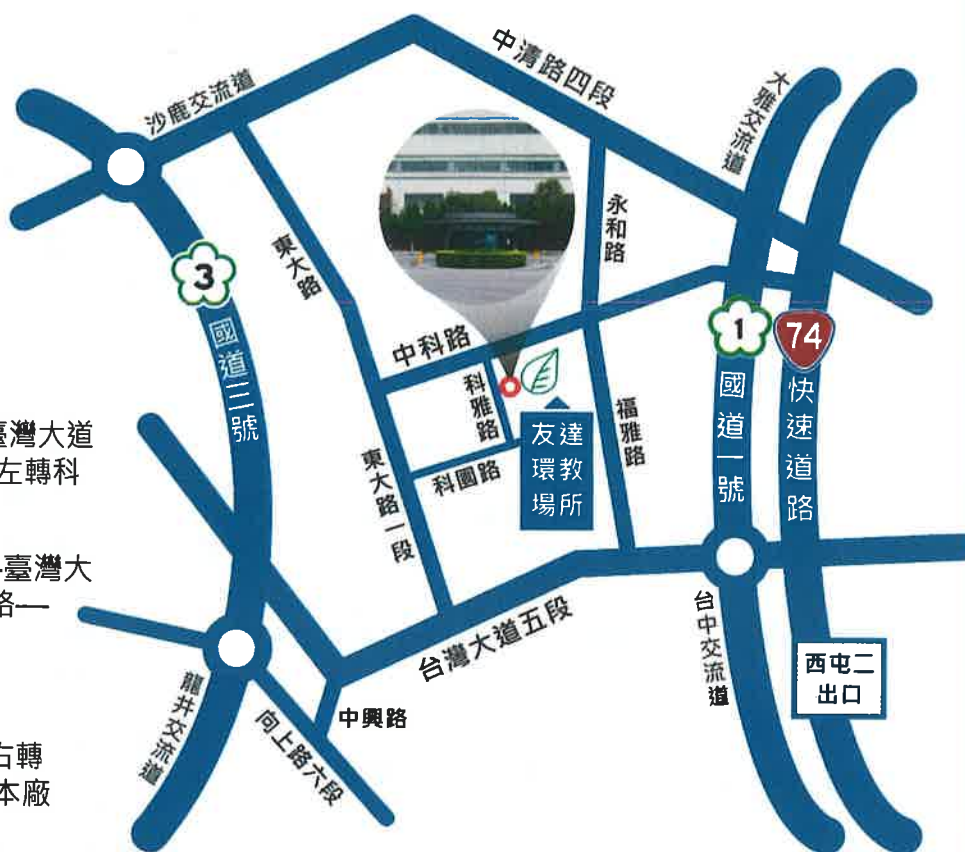 中清路四段
沙鹿交流道
大雅交流道
永和路
東大路
3
國道三號
1
國道一號
74
快速道路
中科路
科雅路
福雅路
臺灣大道
左轉科
友達
環教
場所
科國路
東大路一段
臺灣大
路一
台灣大道五段
台中交流道
西屯二
出口
龍井交流道
中興路
向上路六段
右轉
本廠